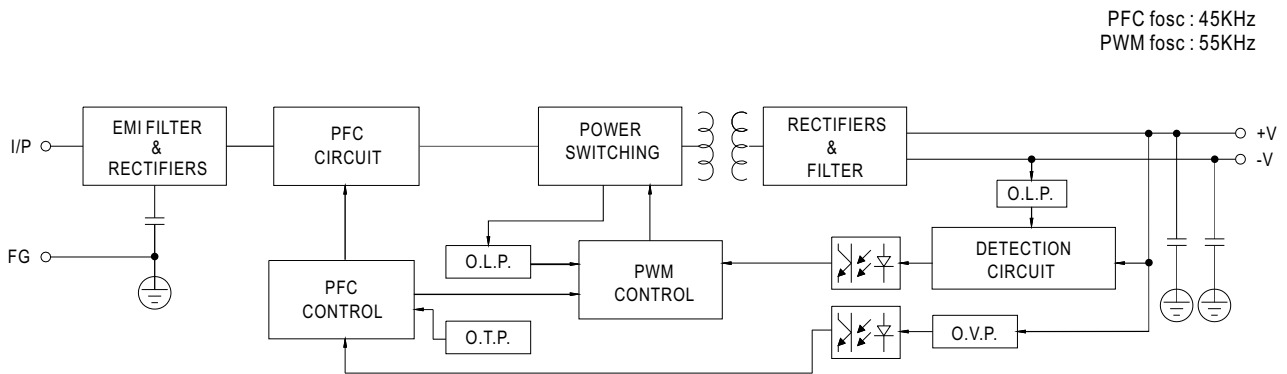 PFC fosc : 45KHz
PWM fosc : 55KHz
I/P
EMI FILTER
&
RECTIFIERS
PFC
CIRCUIT
POWER
SWITCHING
RECTIFIERS
&
FILTER
+V
-V
O.L.P.
FG
O.L.P.
PWM
CONTROL
DETECTION
CIRCUIT
PFC
CONTROL
O.T.P.
O.V.P.